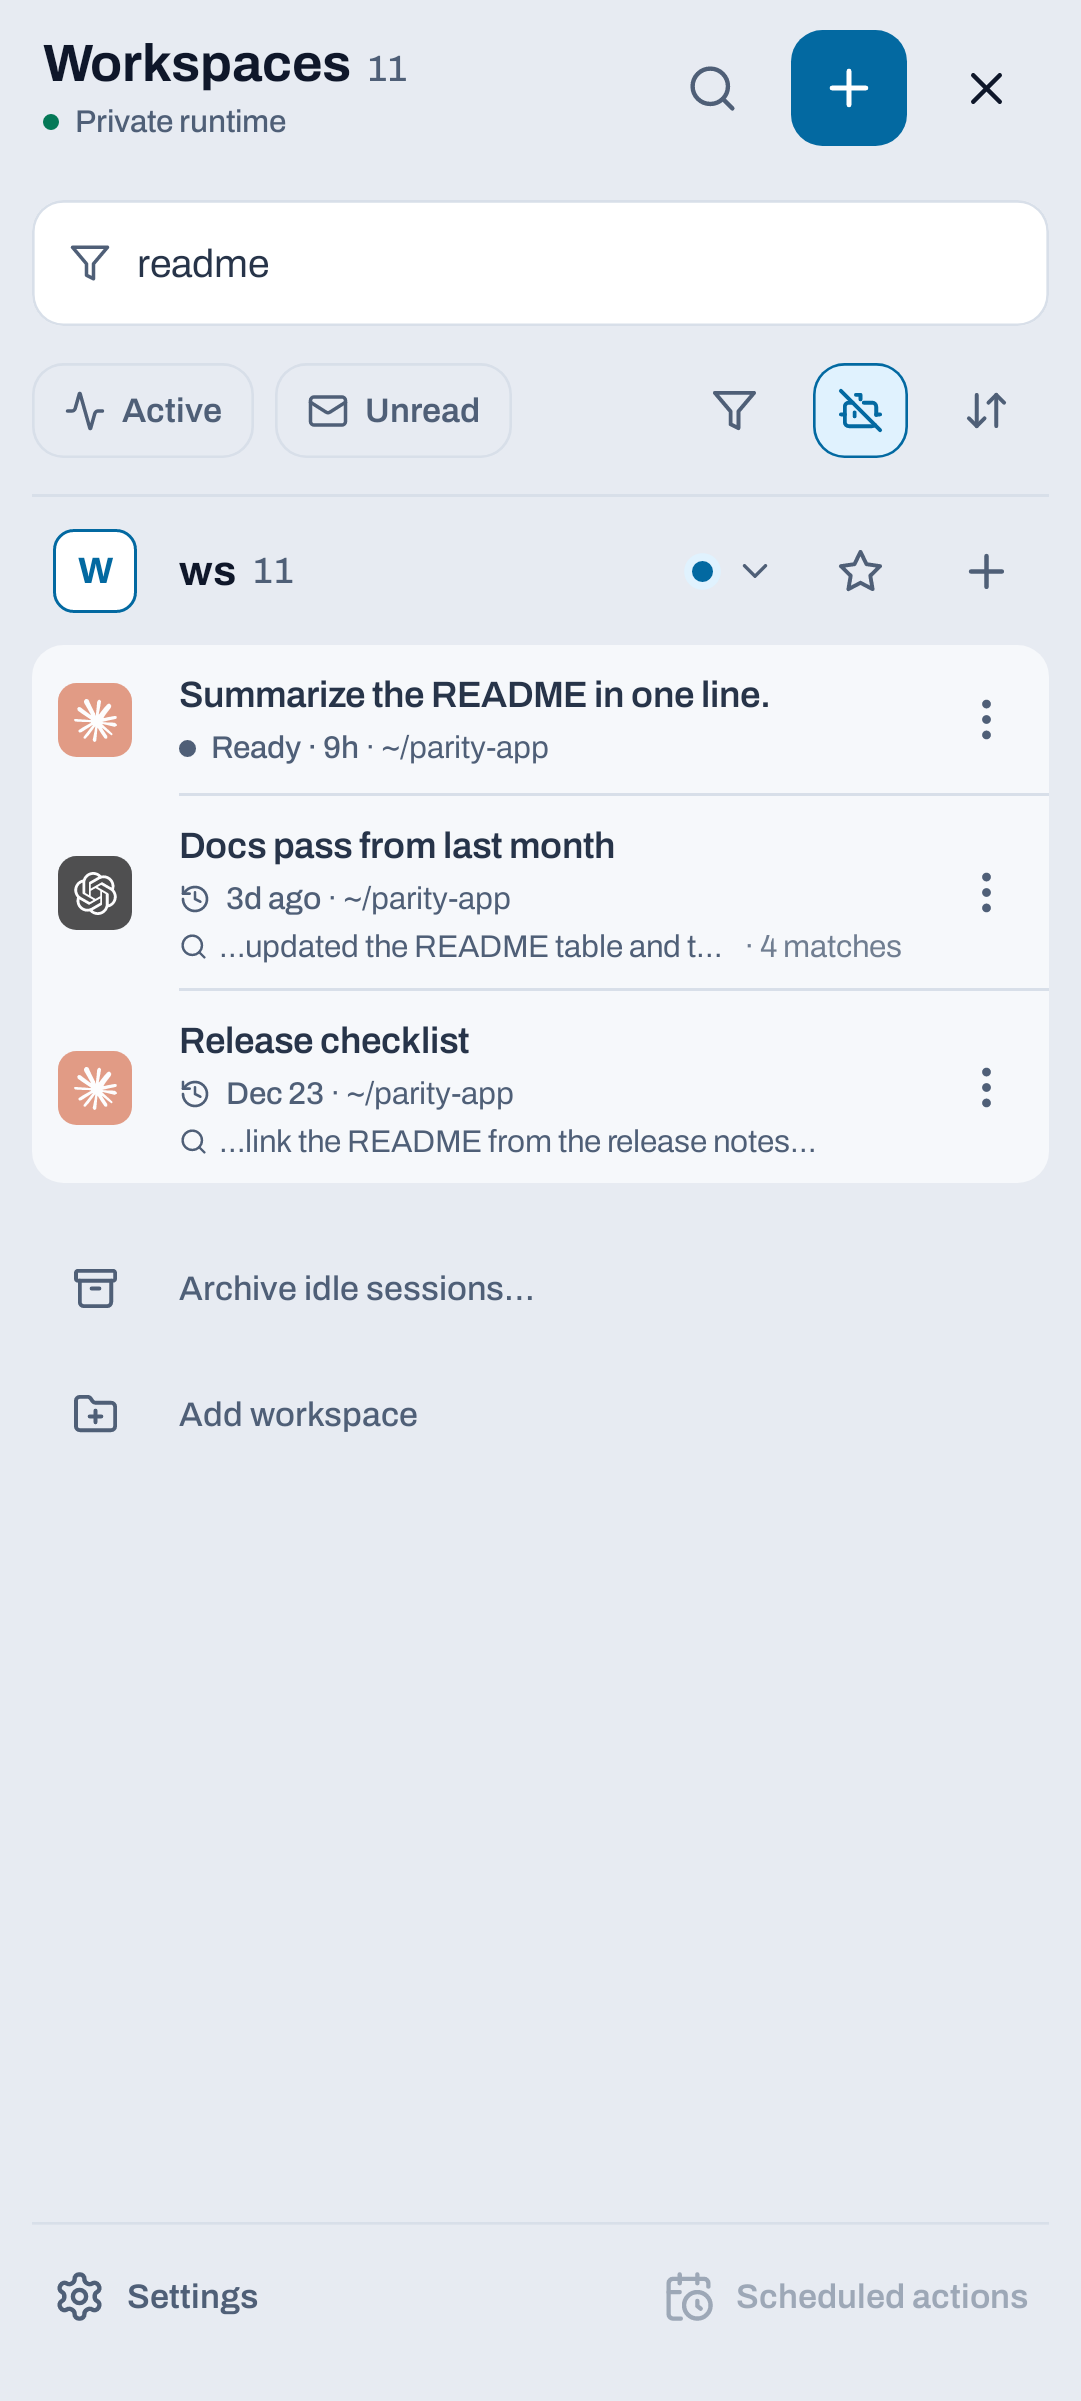 Workspaces 11
Private runtime
readme
Active
Unread
W
ws 11
Summarize the README in one line.
Ready · 9h · ~/parity-app
Docs pass from last month
3d ago · ~/parity-app
...updated the README table and t... · 4 matches
Release checklist
Dec 23 · ~/parity-app
...link the README from the release notes...
Archive idle sessions...
Add workspace
Settings
Scheduled actions